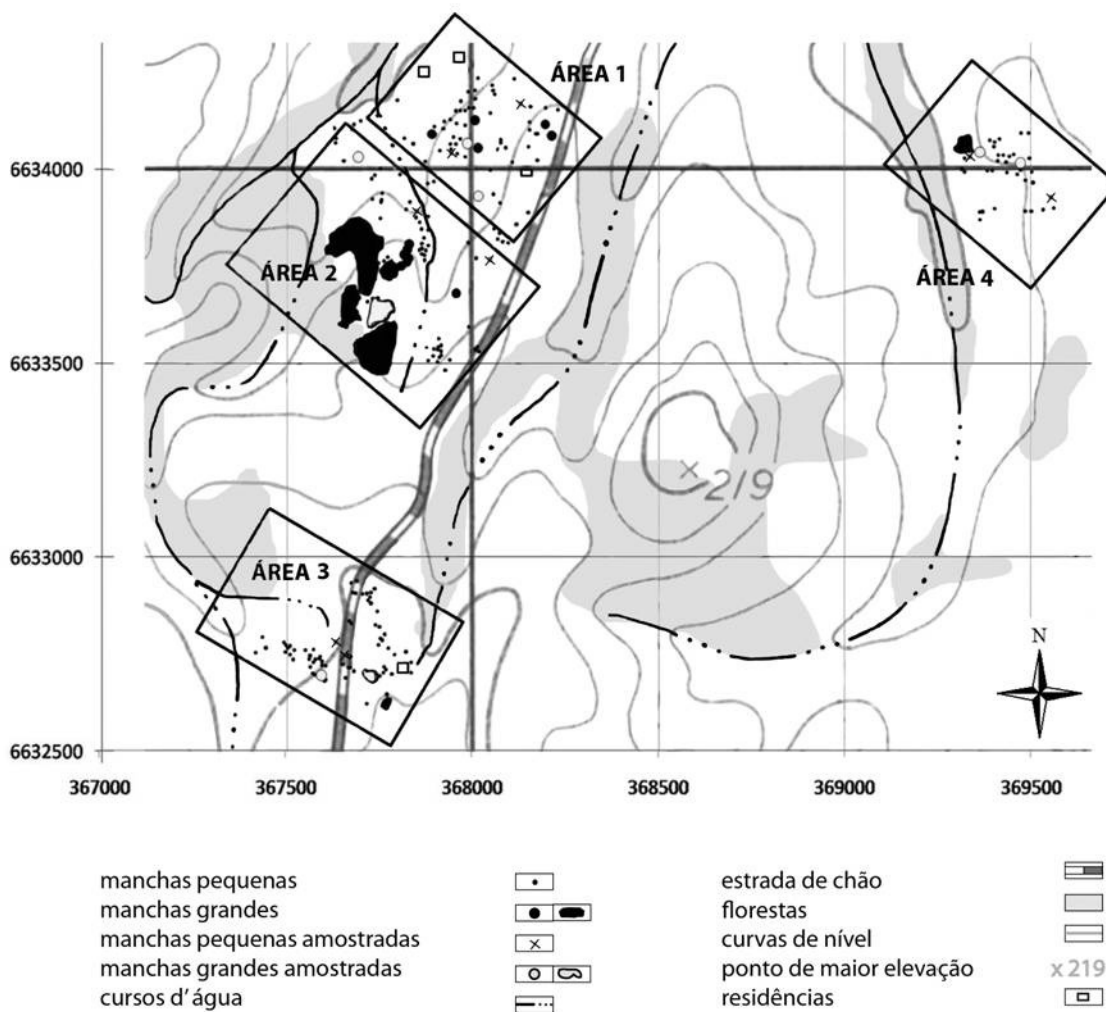 ÁREA 1
6634000
ÁREA 2
ÁREA 4
6633500
219
6633000
ÁREA 3
N
6632500
367000 367500 368000 368500 369000 369500
manchas pequenas
manchas grandes
manchas pequenas amostradas
manchas grandes amostradas
cursos d'água
estrada de chão
florestas
curvas de nível
ponto de maior elevação x 219
residências